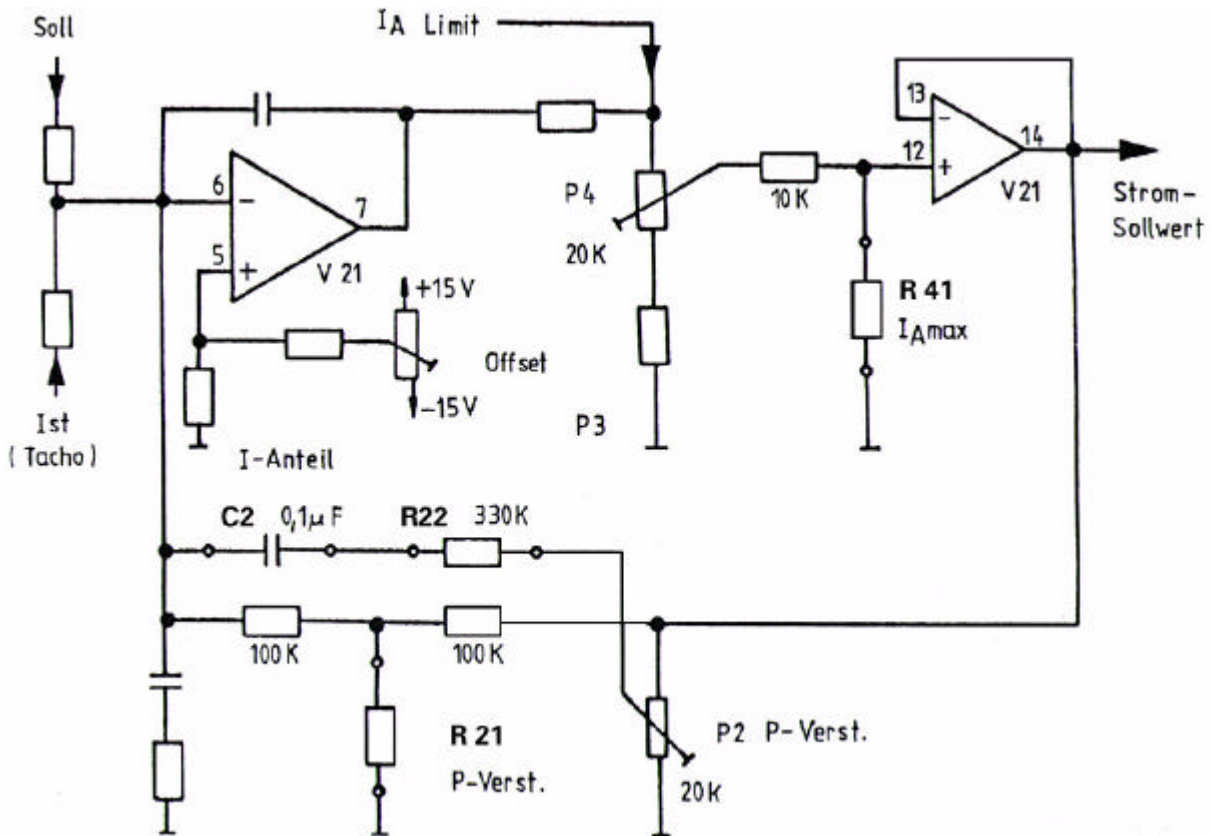 Soll
IA Limit
13
-
14
12
+
V21
Strom-
Sollwert
6
-
7
5
+
V 21
P4
20K
10K
R 41
IAmax
+15V
Offset
-15V
Ist
(Tacho)
I-Anteil
P3
C2 0,1µF R22 330K
100K
100K
R 21
P-Verst.
P2 P-Verst.
20K